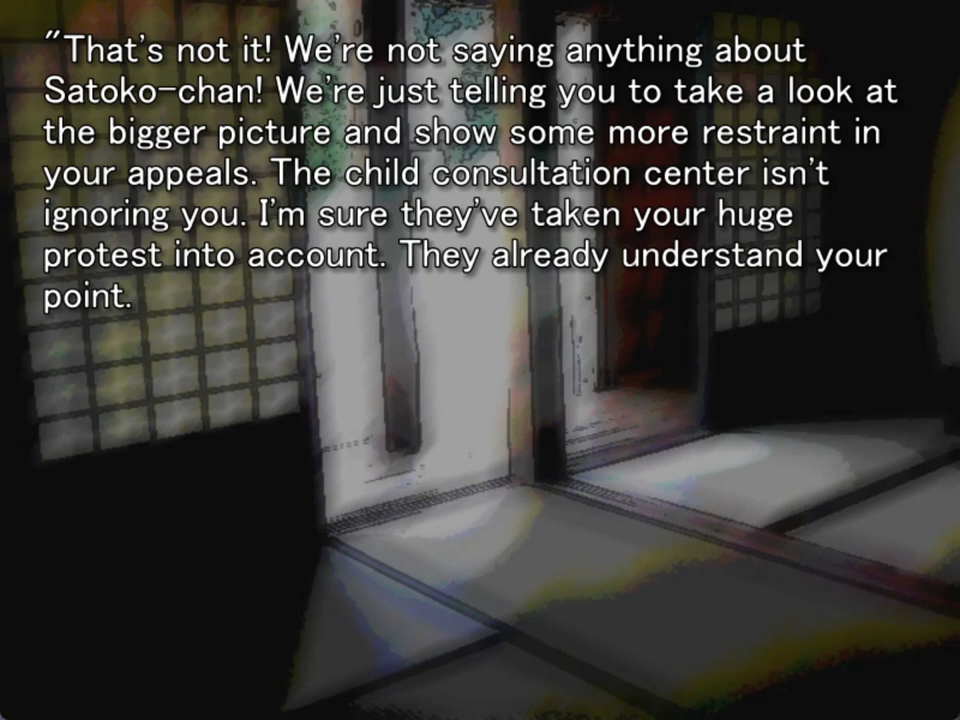 “That’s not it! We’re not saying anything about
Satoko-chan! We’re just telling you to take a look at
the bigger picture and show some more restraint in
your appeals. The child consultation center isn’t
ignoring you. I’m sure they’ve taken your huge
protest into account. They already understand your
point.